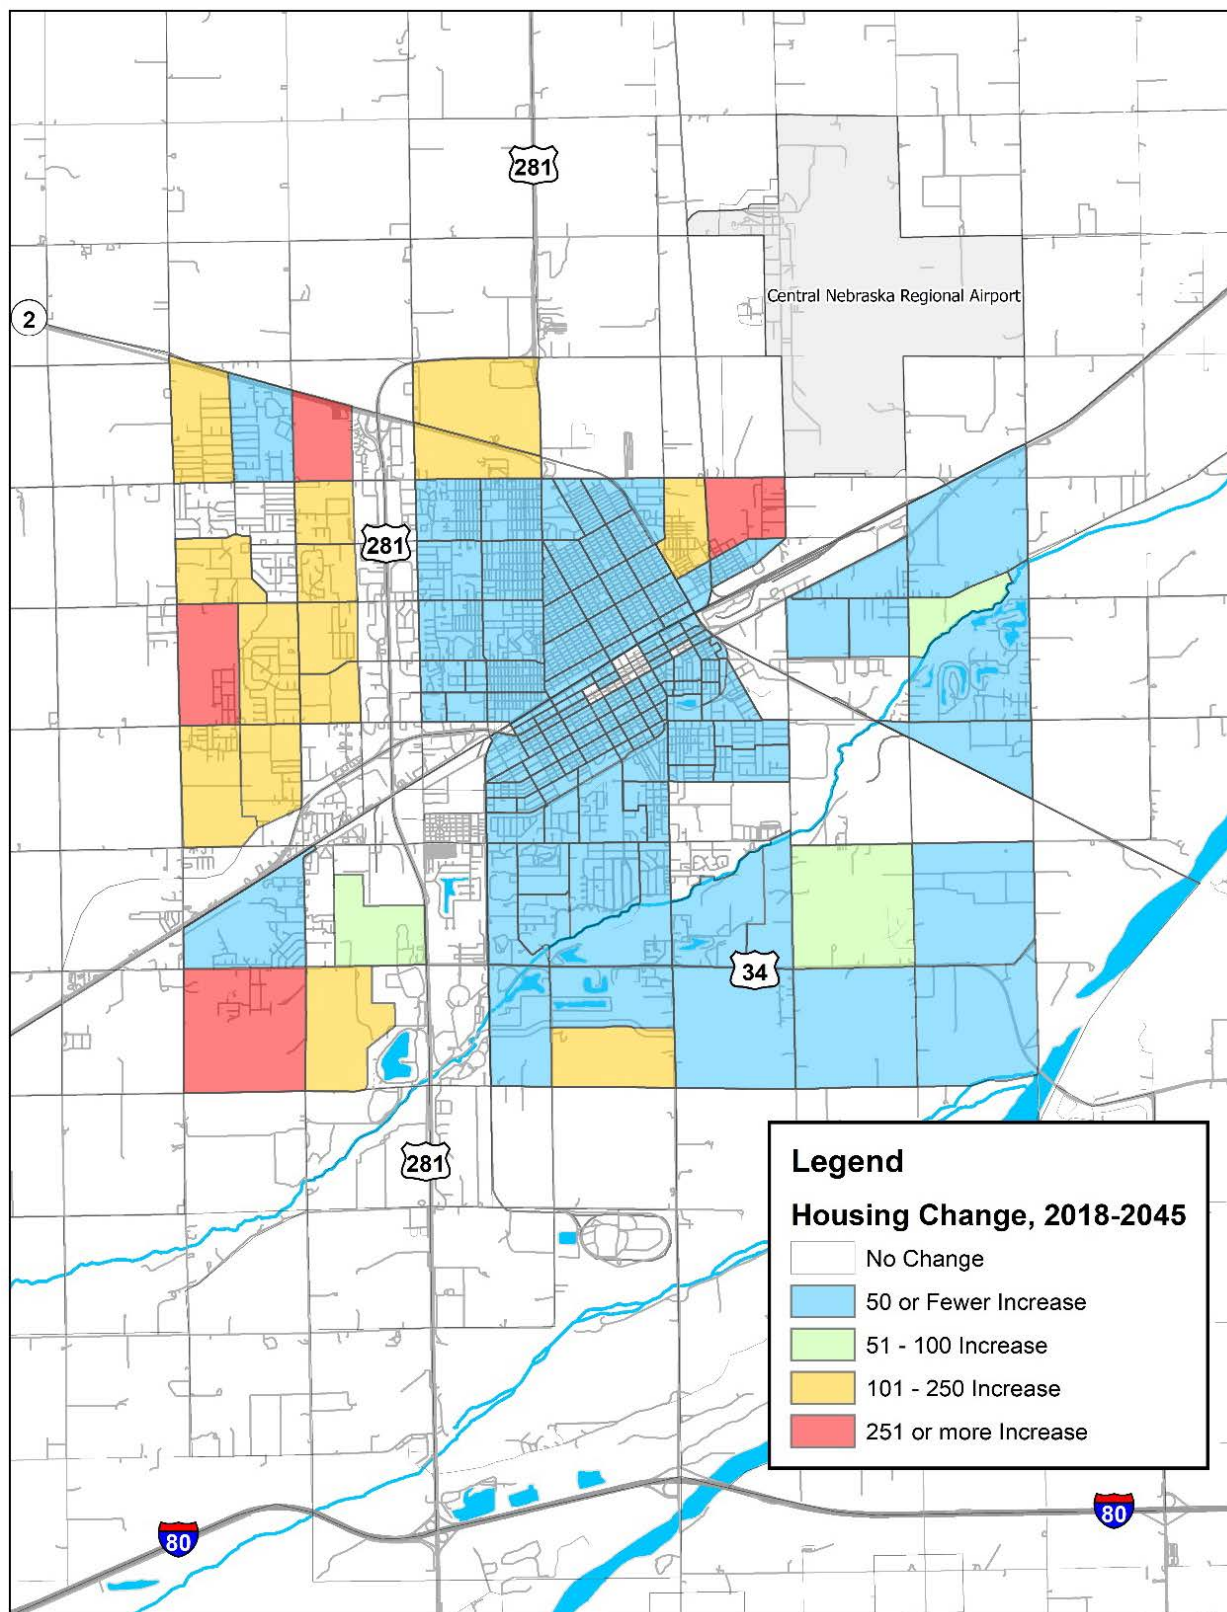 281
Central Nebraska Regional Airport
2
281
34
281
Legend
Housing Change, 2018-2045
No Change
50 or Fewer Increase
51 - 100 Increase
101 - 250 Increase
251 or more Increase
80
80